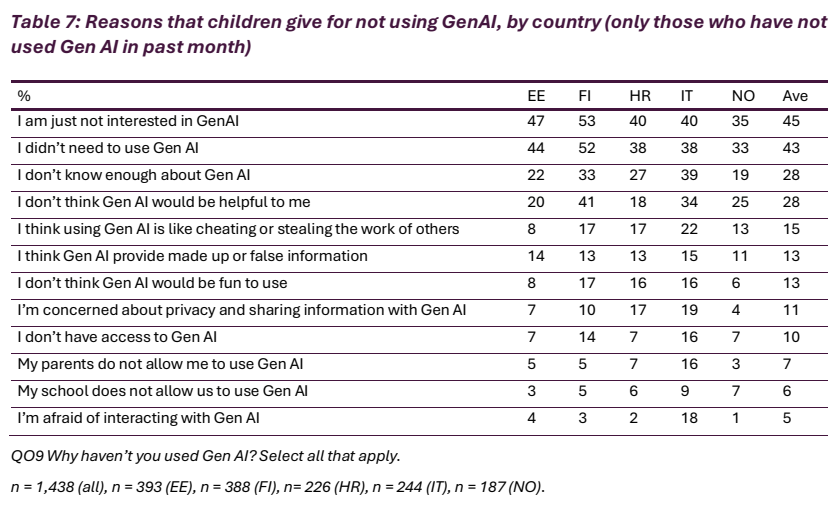 Table 7: Reasons that children give for not using GenAI, by country (only those who have not
used Gen AI in past month)
% EE FI HR IT NO Ave
I am just not interested in GenAI 47 53 40 40 35 45
I didn’t need to use Gen AI 44 52 38 38 33 43
I don’t know enough about Gen AI 22 33 27 39 19 28
I don’t think Gen AI would be helpful to me 20 41 18 34 25 28
I think using Gen AI is like cheating or stealing the work of others 8 17 17 22 13 15
I think Gen AI provide made up or false information 14 13 13 15 11 13
I don’t think Gen AI would be fun to use 8 17 16 16 6 13
I’m concerned about privacy and sharing information with Gen AI 7 10 17 19 4 11
I don’t have access to Gen AI 7 14 7 16 7 10
My parents do not allow me to use Gen AI 5 5 7 16 3 7
My school does not allow us to use Gen AI 3 5 6 9 7 6
I’m afraid of interacting with Gen AI 4 3 2 18 1 5
QO9 Why haven’t you used Gen AI? Select all that apply.
n = 1,438 (all), n = 393 (EE), n = 388 (FI), n= 226 (HR), n = 244 (IT), n = 187 (NO).